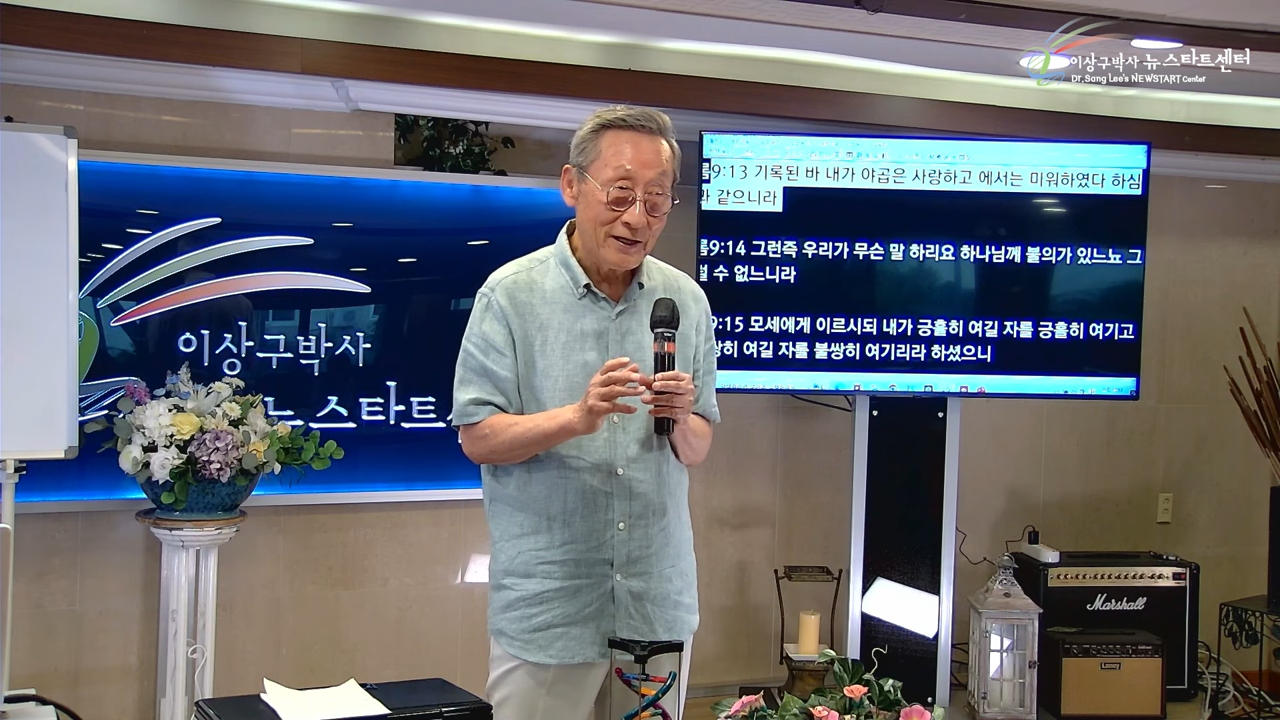 이상구박사 뉴스타트센터
Dr. Sang Lee's NEWSTART Center
롬9:13 기록된 바 내가 야곱은 사랑하고 에서는 미워하였다 하심
과 같으니라
롬9:14 그런즉 우리가 무슨 말 하리요 하나님께 불의가 있느뇨 그
럴 수 없느니라
9:15 모세에게 이르시되 내가 긍휼히 여길 자를 긍휼히 여기고
쌍히 여길 자를 불쌍히 여기리라 하셨으니
이상구박사
뉴스타트
Marshall
Laney